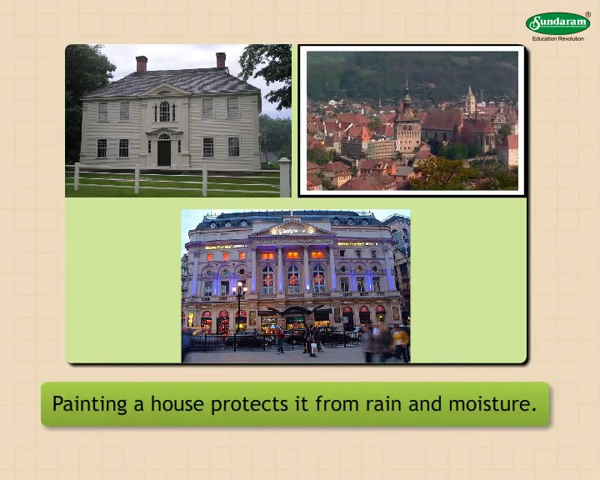 Sundaram
Education Revolution
Painting a house protects it from rain and moisture.